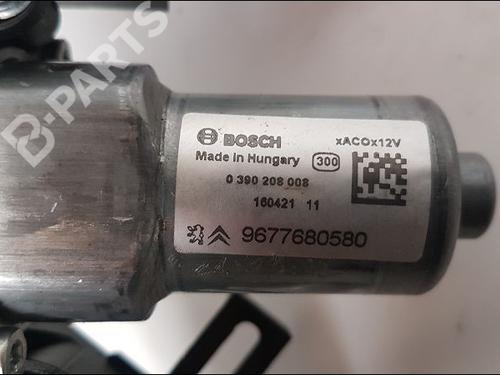 B-PARTS
BOSCH
xACOx12V
Made in Hungary
300
0 390 208 008
160421 11
9677680580